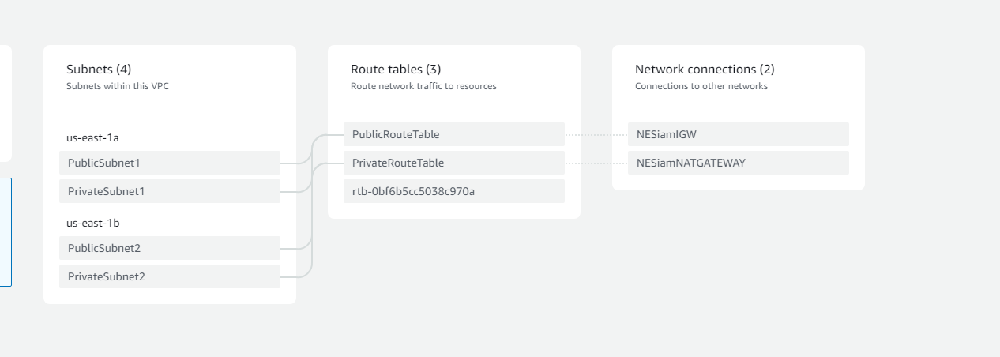 Subnets (4)
Subnets within this VPC
us-east-1a
PublicSubnet1
PrivateSubnet1
us-east-1b
PublicSubnet2
PrivateSubnet2
Route tables (3)
Route network traffic to resources
PublicRouteTable
PrivateRouteTable
rtb-0bf6b5cc5038c970a
Network connections (2)
Connections to other networks
NESiamIGW
NESiamNATGATEWAY